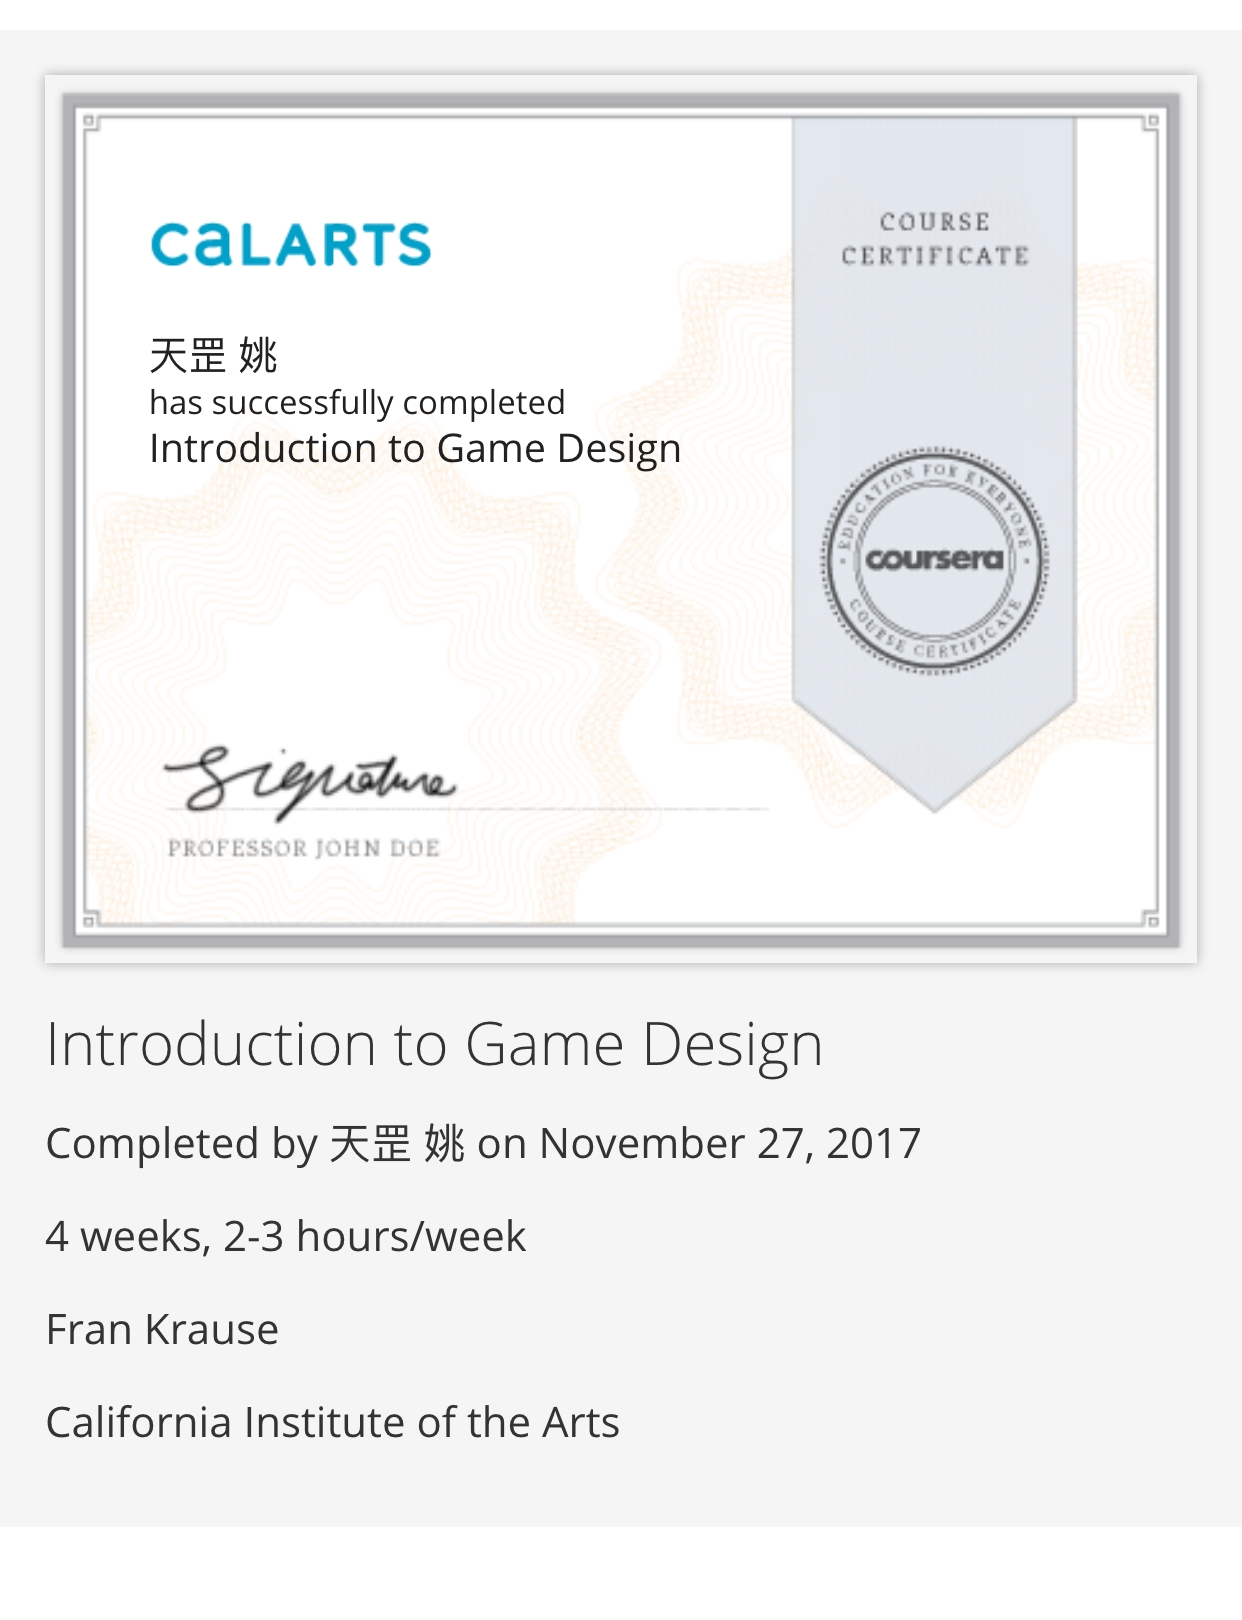 CALARTS
COURSE
CERTIFICATE
天罡 姚
has successfully completed
Introduction to Game Design
EDUCATION FOR EVERYONE
coursera
COURSE CERTIFICATE
Signature
PROFESSOR JOHN DOE
Introduction to Game Design
Completed by 天罡 姚 on November 27, 2017
4 weeks, 2-3 hours/week
Fran Krause
California Institute of the Arts